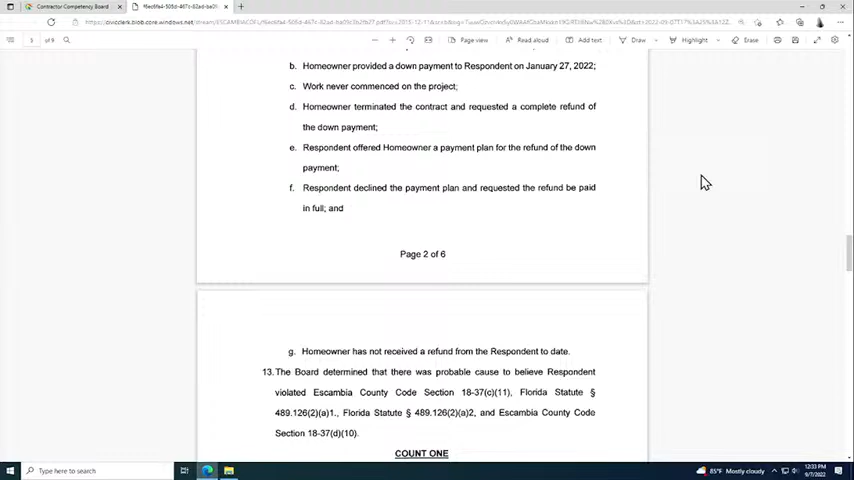 Contractor Competency Board
Page view
Read aloud
Add text
Draw
Highlight
Erase
b. Homeowner provided a down payment to Respondent on January 27, 2022;
c. Work never commenced on the project;
d. Homeowner terminated the contract and requested a complete refund of
the down payment;
e. Respondent offered Homeowner a payment plan for the refund of the down
payment;
f. Respondent declined the payment plan and requested the refund be paid
in full; and
Page 2 of 6
g. Homeowner has not received a refund from the Respondent to date.
13. The Board determined that there was probable cause to believe Respondent
violated Escambia County Code Section 18-37(c)(11), Florida Statute §
489.126(2)(a)1., Florida Statute § 489.126(2)(a)2, and Escambia County Code
Section 18-37(d)(10).
COUNT ONE
Type here to search
85°F Mostly cloudy
12:33 PM
9/7/2022